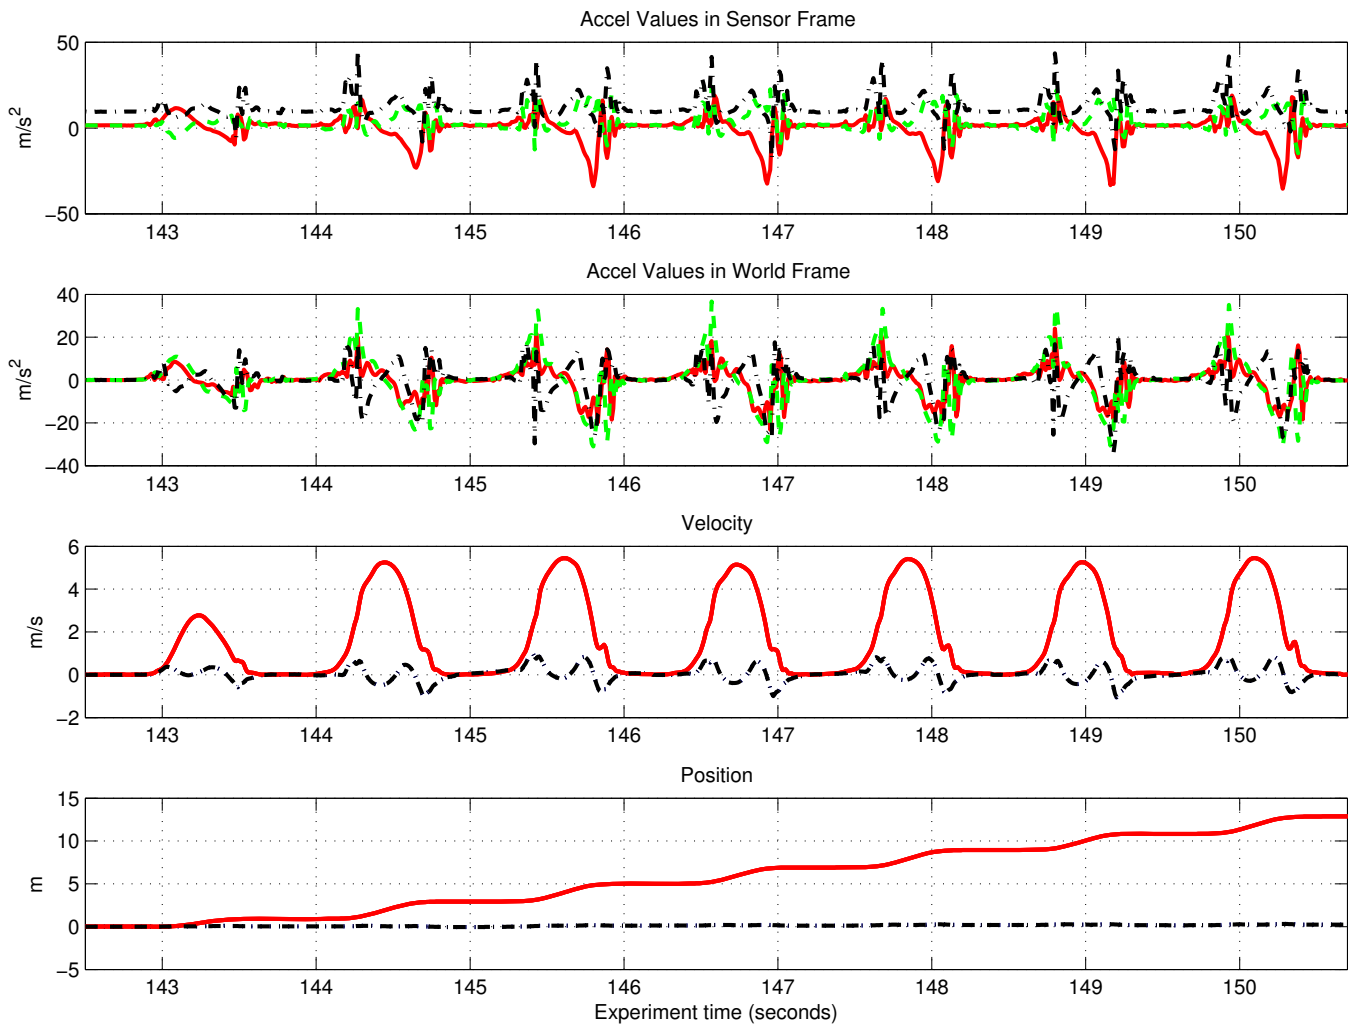 Accel Values in Sensor Frame
50
0
−50
m/s²
143 144 145 146 147 148 149 150
Accel Values in World Frame
40
20
0
−20
−40
m/s²
143 144 145 146 147 148 149 150
Velocity
6
4
2
0
−2
m/s
143 144 145 146 147 148 149 150
Position
15
10
5
0
−5
m
143 144 145 146 147 148 149 150
Experiment time (seconds)